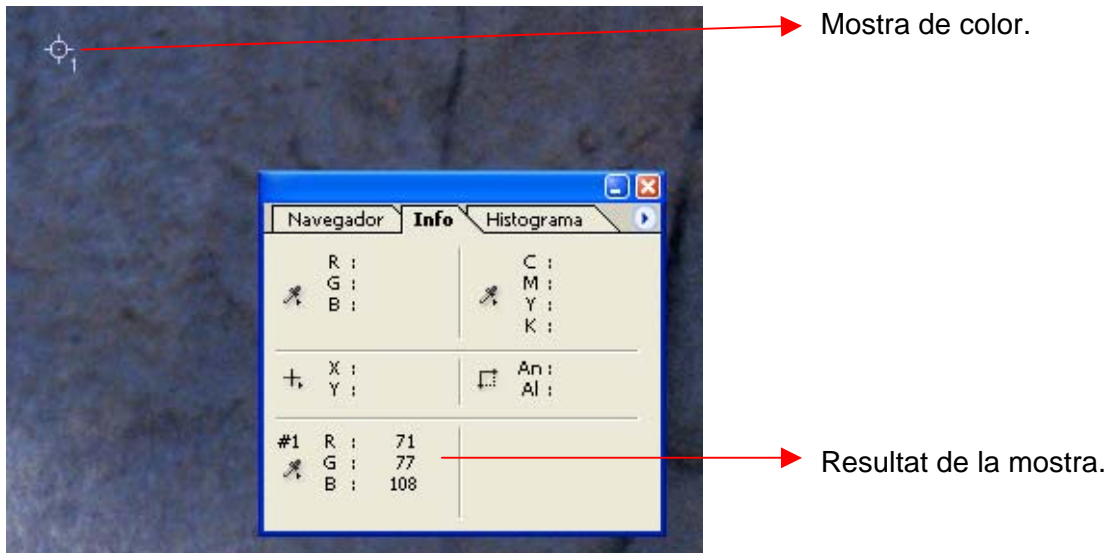 Mostra de color.
1
Navegador Info Histograma
R : C :
G : M :
B : Y :
K :
X : An :
Y : Al :
#1 R : 71
G : 77
B : 108
Resultat de la mostra.